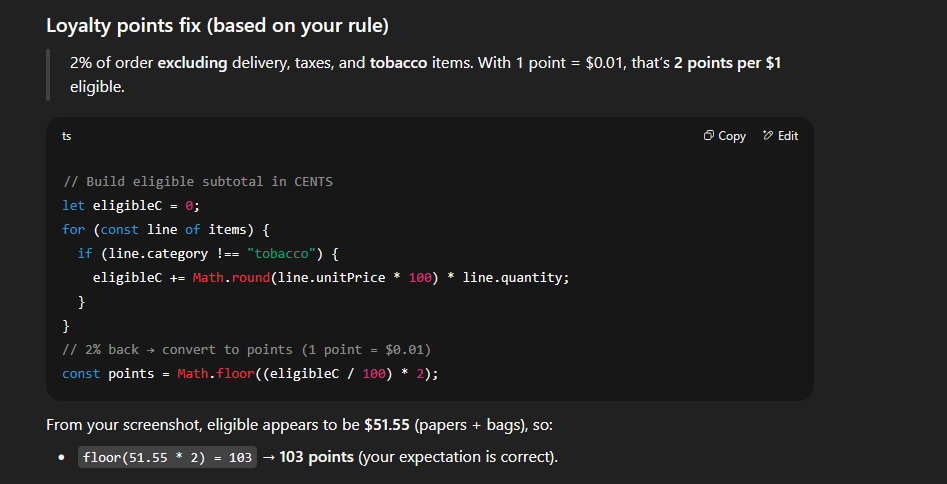 Loyalty points fix (based on your rule)
2% of order excluding delivery, taxes, and tobacco items. With 1 point = $0.01, that’s 2 points per $1
eligible.
ts
Copy
Edit
// Build eligible subtotal in CENTS
let eligibleC = 0;
for (const line of items) {
  if (line.category !== "tobacco") {
    eligibleC += Math.round(line.unitPrice * 100) * line.quantity;
  }
}
// 2% back → convert to points (1 point = $0.01)
const points = Math.floor((eligibleC / 100) * 2);
From your screenshot, eligible appears to be $51.55 (papers + bags), so:
• floor(51.55 * 2) = 103 → 103 points (your expectation is correct).